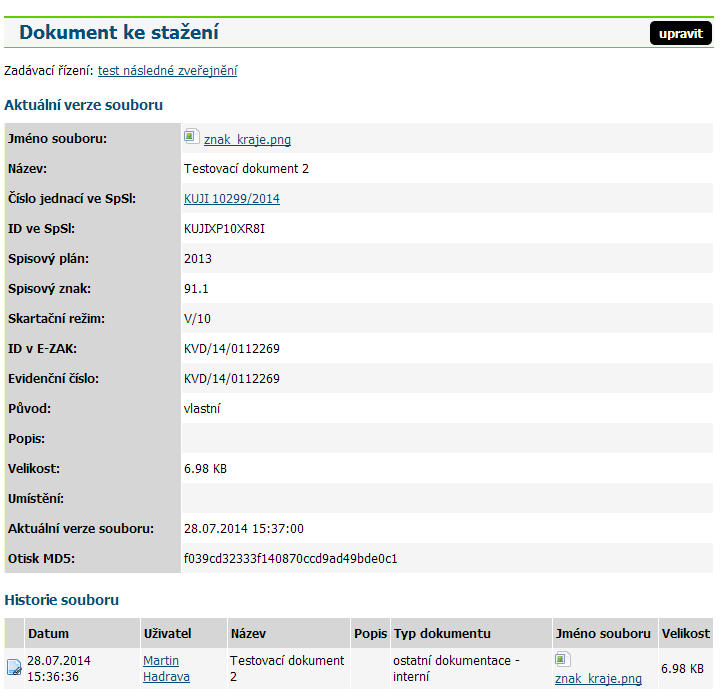 Dokument ke stažení
upravit
Zadávací řízení: test následné zveřejnění
Aktuální verze souboru
Jméno souboru: znak_kraje.png
Název: Testovací dokument 2
Číslo jednací ve SpSl: KUJI 10299/2014
ID ve SpSl: KUJIXP10XR8I
Spisový plán: 2013
Spisový znak: 91.1
Skartační režim: V/10
ID v E-ZAK: KVD/14/0112269
Evidenční číslo: KVD/14/0112269
Původ: vlastní
Popis:
Velikost: 6.98 KB
Umístění:
Aktuální verze souboru: 28.07.2014 15:37:00
Otisk MD5: f039cd32333f140870ccd9ad49bde0c1
Historie souboru
Datum Uživatel Název Popis Typ dokumentu Jméno souboru Velikost
28.07.2014 Martin Testovací dokument ostatní dokumentace - 
15:36:36 Hadrava 2 interní znak_kraje.png 6.98 KB